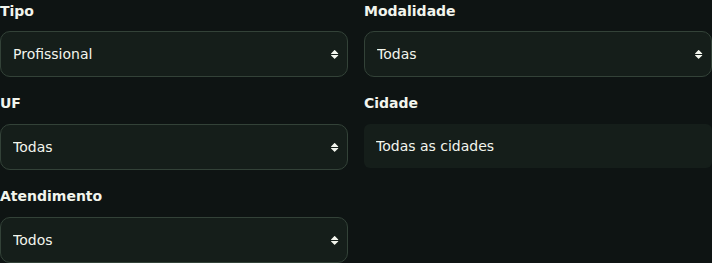 Tipo
Modalidade
Profissional
Todas
UF
Cidade
Todas
Todas as cidades
Atendimento
Todos